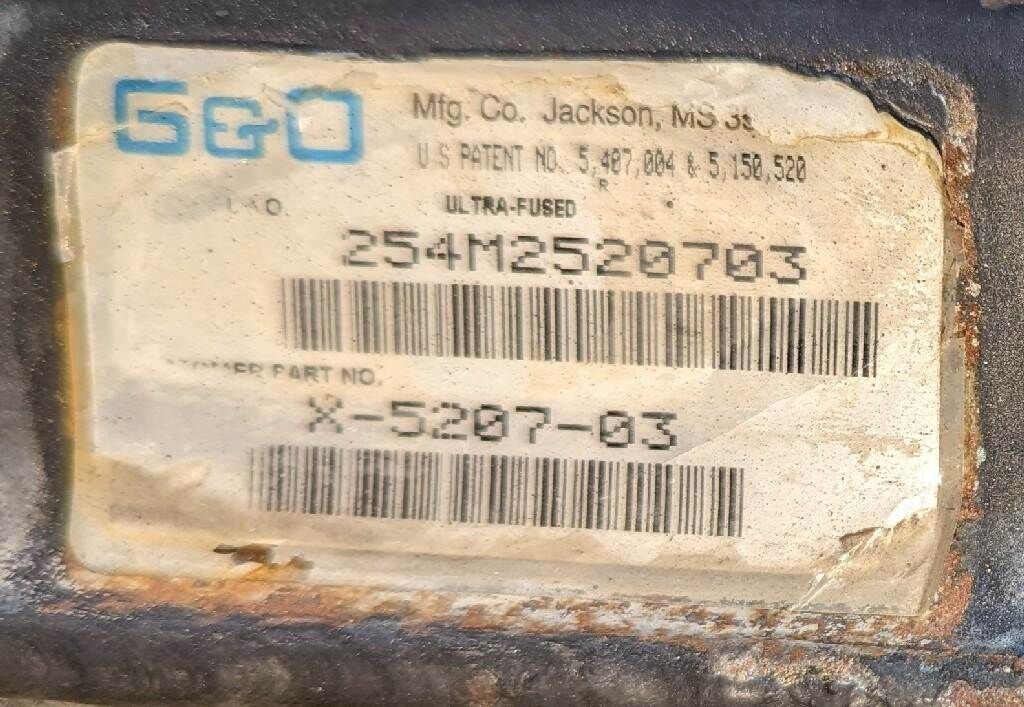 G&O
Mfg. Co. Jackson, MS
U S PATENT NO. 5,407,004 & 5,150,520
ULTRA-FUSED
R
254M2520703
PART NO.
X-5207-03